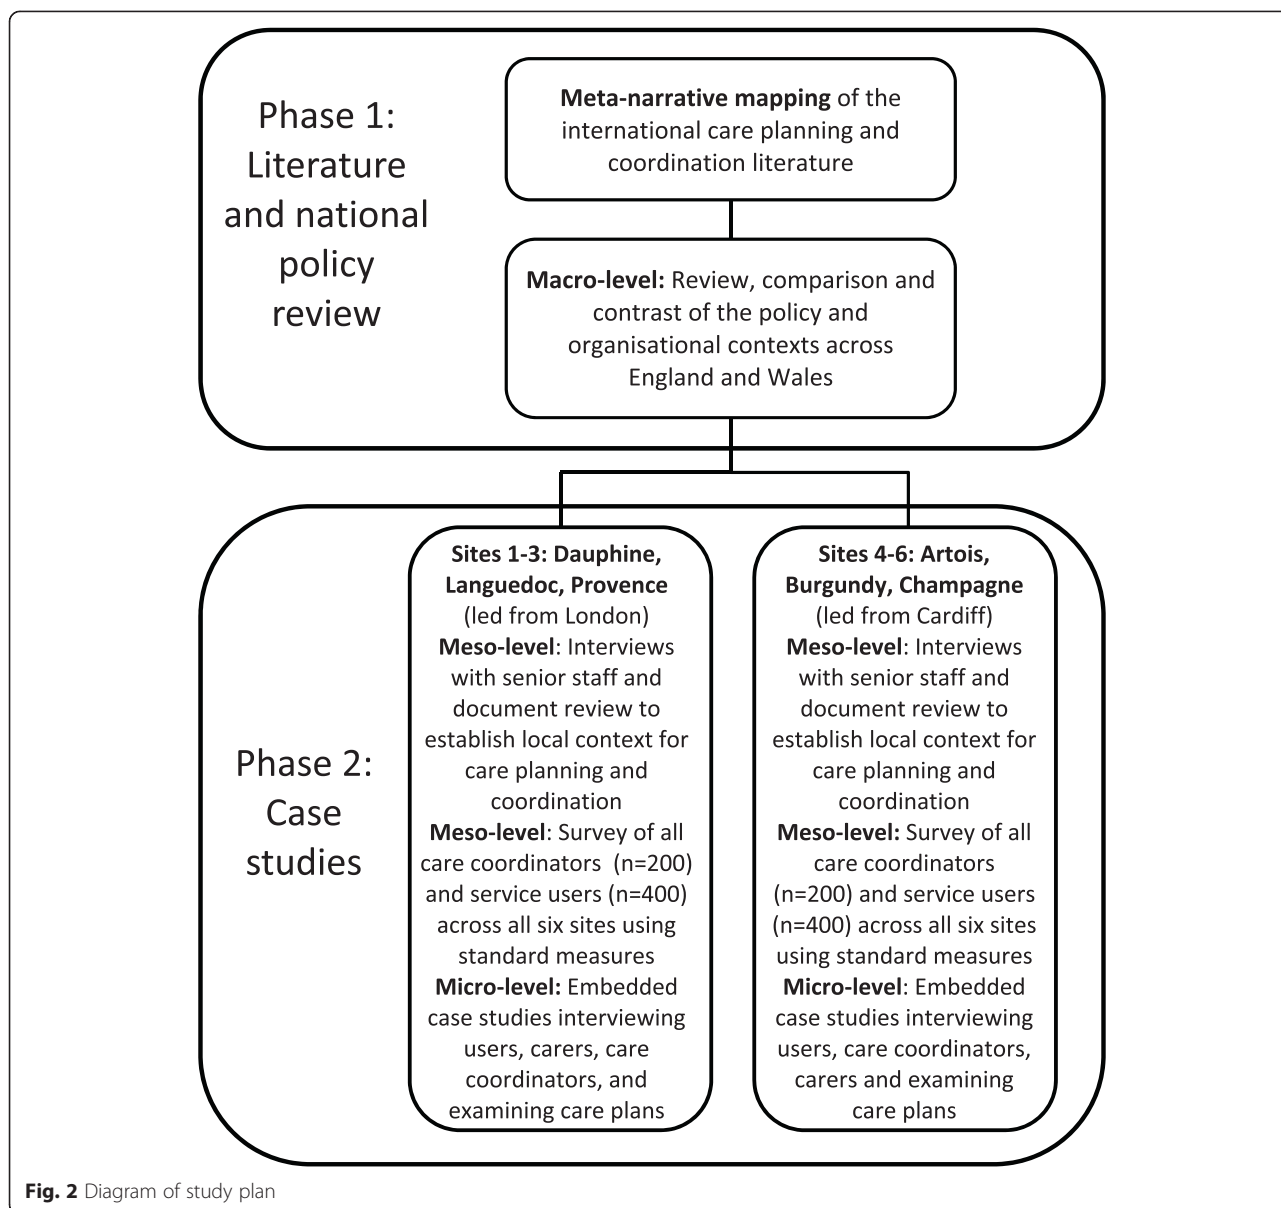 Phase 1:
Literature
and national
policy
review
Meta-narrative mapping of the
international care planning and
coordination literature
Macro-level: Review, comparison and
contrast of the policy and
organisational contexts across
England and Wales
Phase 2:
Case
studies
Sites 1-3: Dauphine,
Languedoc, Provence
(led from London)
Meso-level: Interviews
with senior staff and
document review to
establish local context for
care planning and
coordination
Meso-level: Survey of all
care coordinators (n=200)
and service users (n=400)
across all six sites using
standard measures
Micro-level: Embedded
case studies interviewing
users, carers, care
coordinators, and
examining care plans
Sites 4-6: Artois,
Burgundy, Champagne
(led from Cardiff)
Meso-level: Interviews
with senior staff and
document review to
establish local context for
care planning and
coordination
Meso-level: Survey of all
care coordinators
(n=200) and service users
(n=400) across all six sites
using standard measures
Micro-level: Embedded
case studies interviewing
users, care coordinators,
carers and examining
care plans
Fig. 2 Diagram of study plan